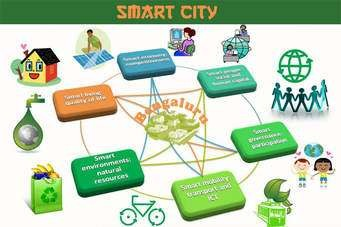 SMART CITY
Smart economy:
competitiveness
Smart people:
social and
human capital
Smart living:
quality of life
Bengaluru
Smart
governance:
participation
Smart
environments:
natural
resources
Smart mobility:
transport and
ICT